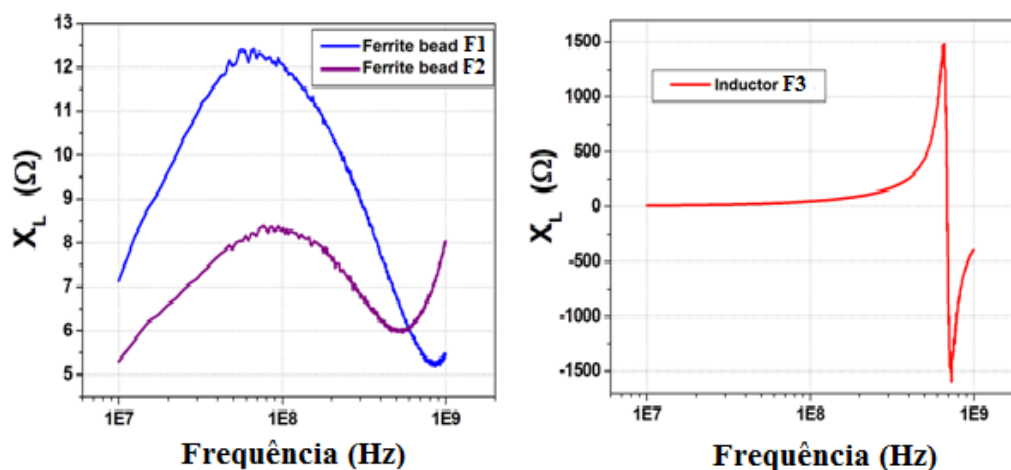 13
12
11
10
9
8
7
6
5
X_L (Ω)
Ferrite bead F1
Ferrite bead F2
1E7
1E8
1E9
Frequência (Hz)
1500
1000
500
0
-500
-1000
-1500
X_L (Ω)
Inductor F3
1E7
1E8
1E9
Frequência (Hz)